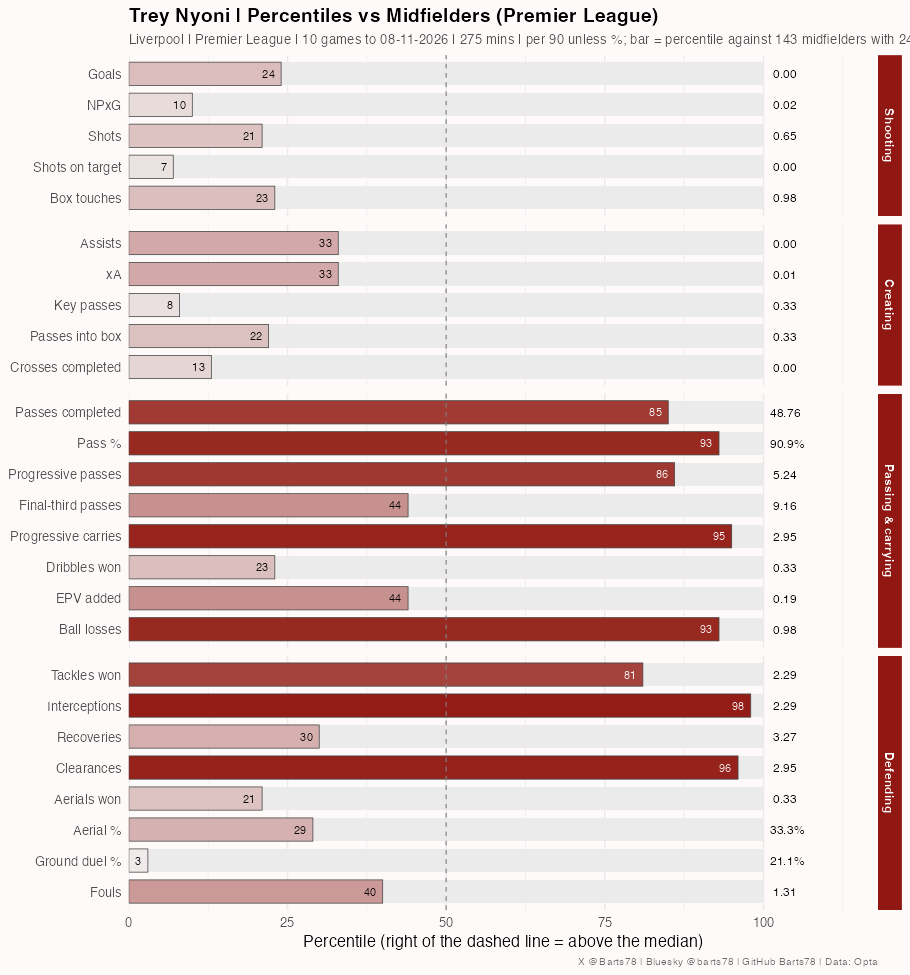 Trey Nyoni | Percentiles vs Midfielders (Premier League)
Liverpool | Premier League | 10 games to 08-11-2026 | 275 mins | per 90 unless %; bar = percentile against 143 midfielders with 24
Goals 24 0.00
NPxG 10 0.02
Shots 21 0.65
Shots on target 7 0.00
Box touches 23 0.98
Shooting
Assists 33 0.00
xA 33 0.01
Key passes 8 0.33
Passes into box 22 0.33
Crosses completed 13 0.00
Creating
Passes completed 85 48.76
Pass % 93 90.9%
Progressive passes 86 5.24
Final-third passes 44 9.16
Progressive carries 95 2.95
Dribbles won 23 0.33
EPV added 44 0.19
Ball losses 93 0.98
Passing & carrying
Tackles won 81 2.29
Interceptions 98 2.29
Recoveries 30 3.27
Clearances 96 2.95
Aerials won 21 0.33
Aerial % 29 33.3%
Ground duel % 3 21.1%
Fouls 40 1.31
Defending
0 25 50 75 100
Percentile (right of the dashed line = above the median)
X @Barts78 | Bluesky @barts78 | GitHub Barts78 | Data: Opta